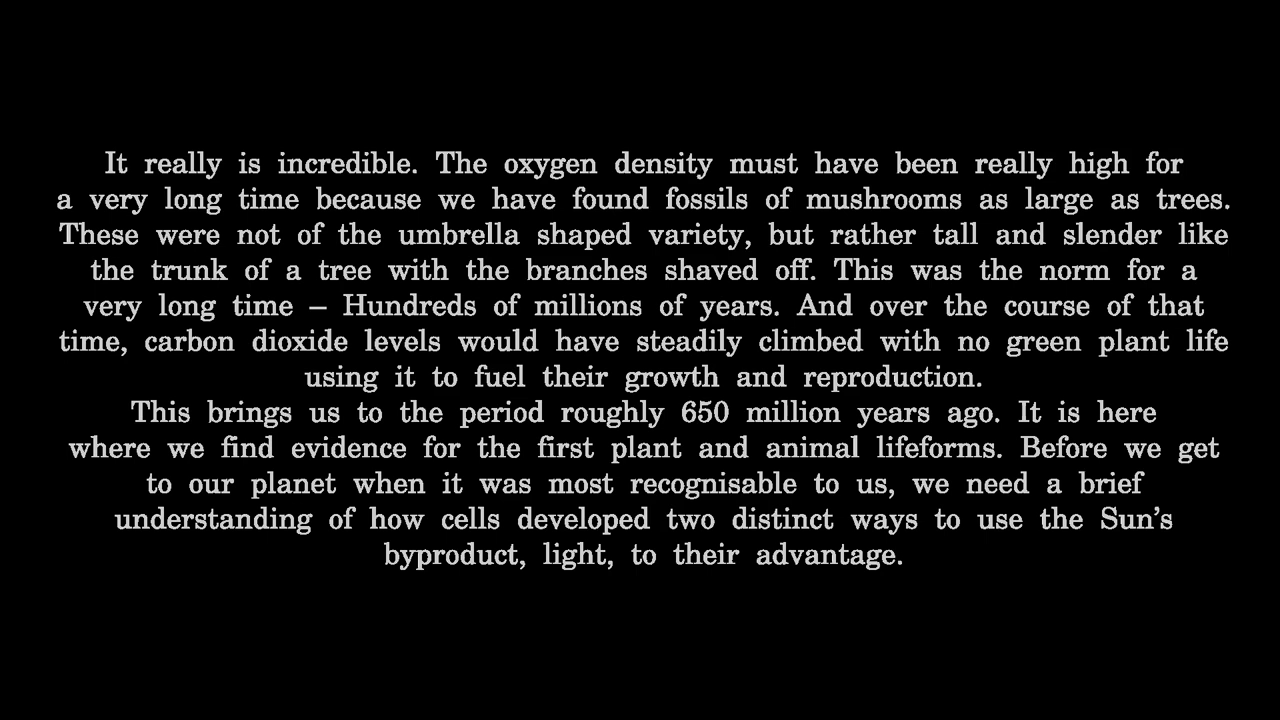 It really is incredible. The oxygen density must have been really high for
a very long time because we have found fossils of mushrooms as large as trees.
These were not of the umbrella shaped variety, but rather tall and slender like
the trunk of a tree with the branches shaved off. This was the norm for a
very long time – Hundreds of millions of years. And over the course of that
time, carbon dioxide levels would have steadily climbed with no green plant life
using it to fuel their growth and reproduction.
This brings us to the period roughly 650 million years ago. It is here
where we find evidence for the first plant and animal lifeforms. Before we get
to our planet when it was most recognisable to us, we need a brief
understanding of how cells developed two distinct ways to use the Sun’s
byproduct, light, to their advantage.